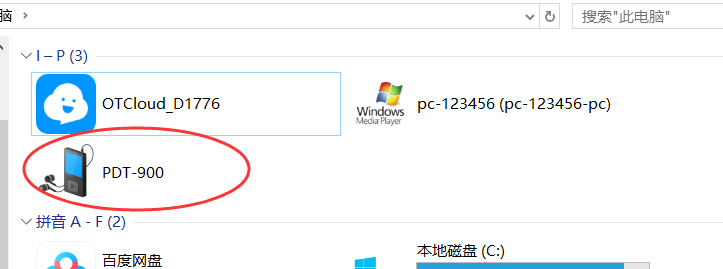 脑
搜索"此电脑"
I – P (3)
OTCloud_D1776
Windows
Media Player
pc-123456 (pc-123456-pc)
PDT-900
拼音 A - F (2)
百度网盘
本地磁盘 (C:)